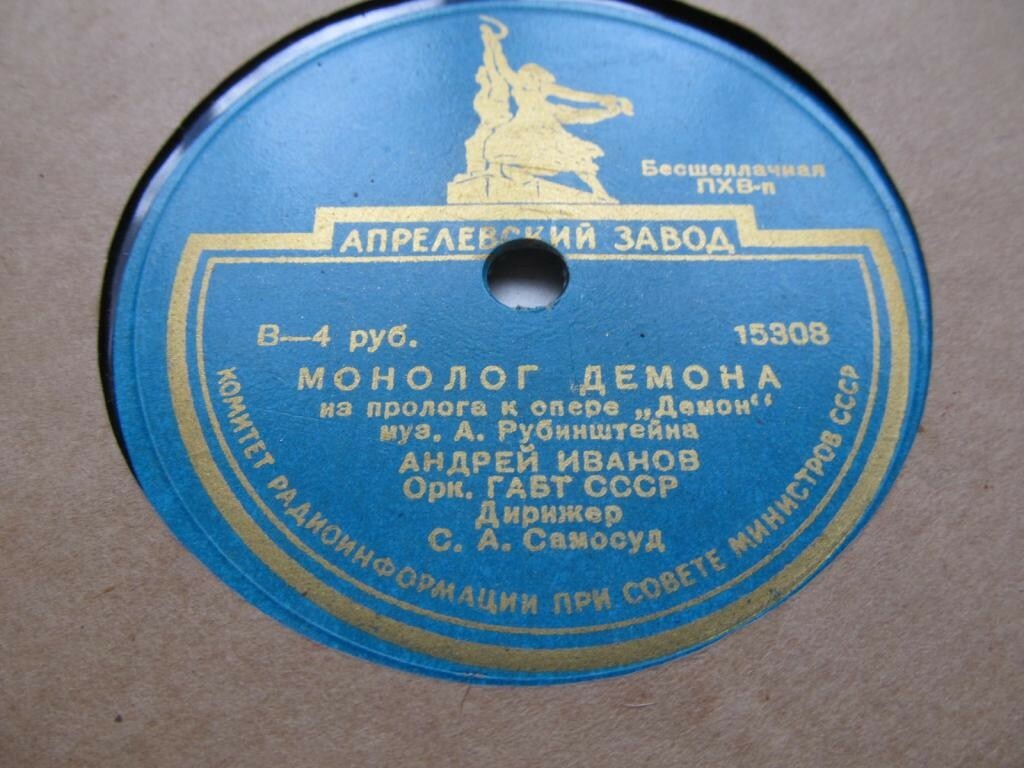 Бесшеллачная
ПХВ-п
АПРЕЛЕВСКИЙ ЗАВОД
В—4 руб.
15308
МОНОЛОГ ДЕМОНА
из пролога к опере „Демон“
муз. А. Рубинштейна
АНДРЕЙ ИВАНОВ
Орк. ГАБТ СССР
Дирижер
С. А. Самосуд
КОМИТЕТ РАДИОИНФОРМАЦИИ ПРИ СОВЕТЕ МИНИСТРОВ СССР